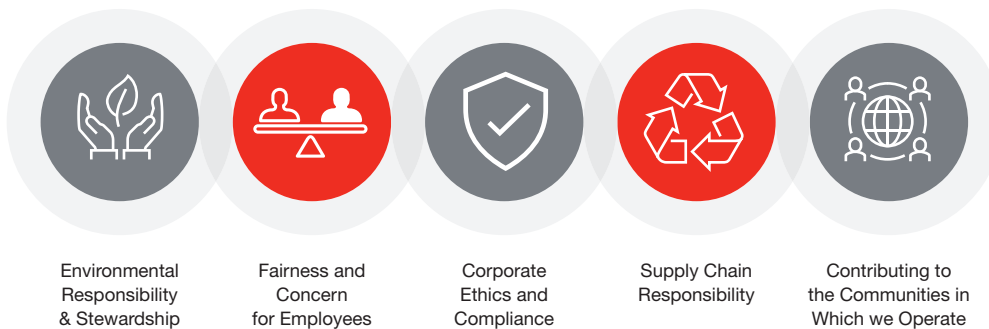 Environmental
Responsibility
& Stewardship
Fairness and
Concern
for Employees
Corporate
Ethics and
Compliance
Supply Chain
Responsibility
Contributing to
the Communities in
Which we Operate